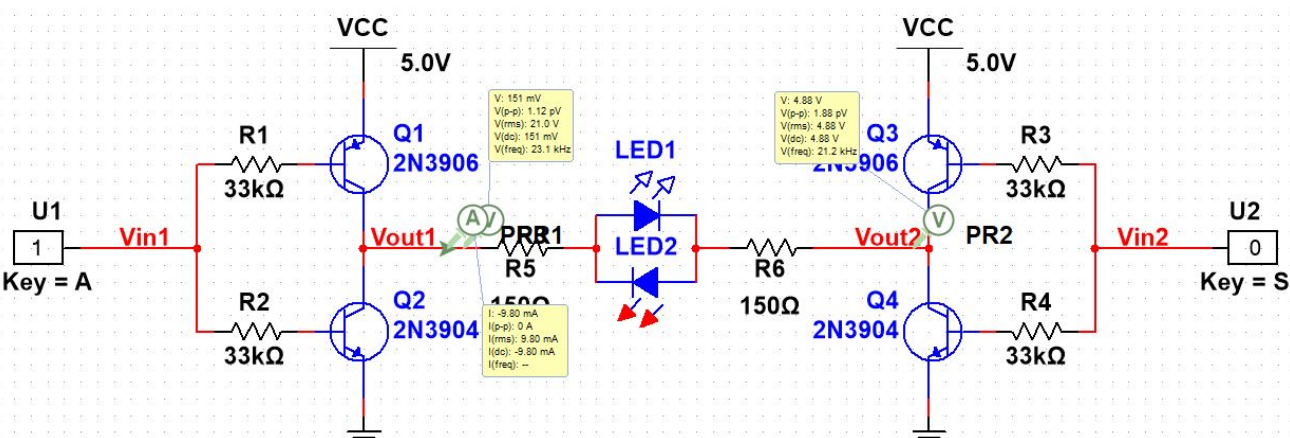 VCC
5.0V
VCC
5.0V
V: 151 mV
V(p-p): 1.12 pV
V(rms): 21.0 V
V(dc): 151 mV
V(freq): 23.1 kHz
V: 4.88 V
V(p-p): 1.88 pV
V(rms): 4.88 V
V(dc): 4.88 V
V(freq): 21.2 kHz
R1
33kΩ
Q1
2N3906
LED1
Q3
2N3906
R3
33kΩ
U1
1
Key = A
Vin1
Vout1
A
V
PR1
R5
150Ω
LED2
R6
150Ω
Vout2
V
PR2
Vin2
U2
0
Key = S
R2
33kΩ
Q2
2N3904
I: -9.80 mA
I(p-p): 0 A
I(rms): 9.80 mA
I(dc): -9.80 mA
I(freq): --
Q4
2N3904
R4
33kΩ